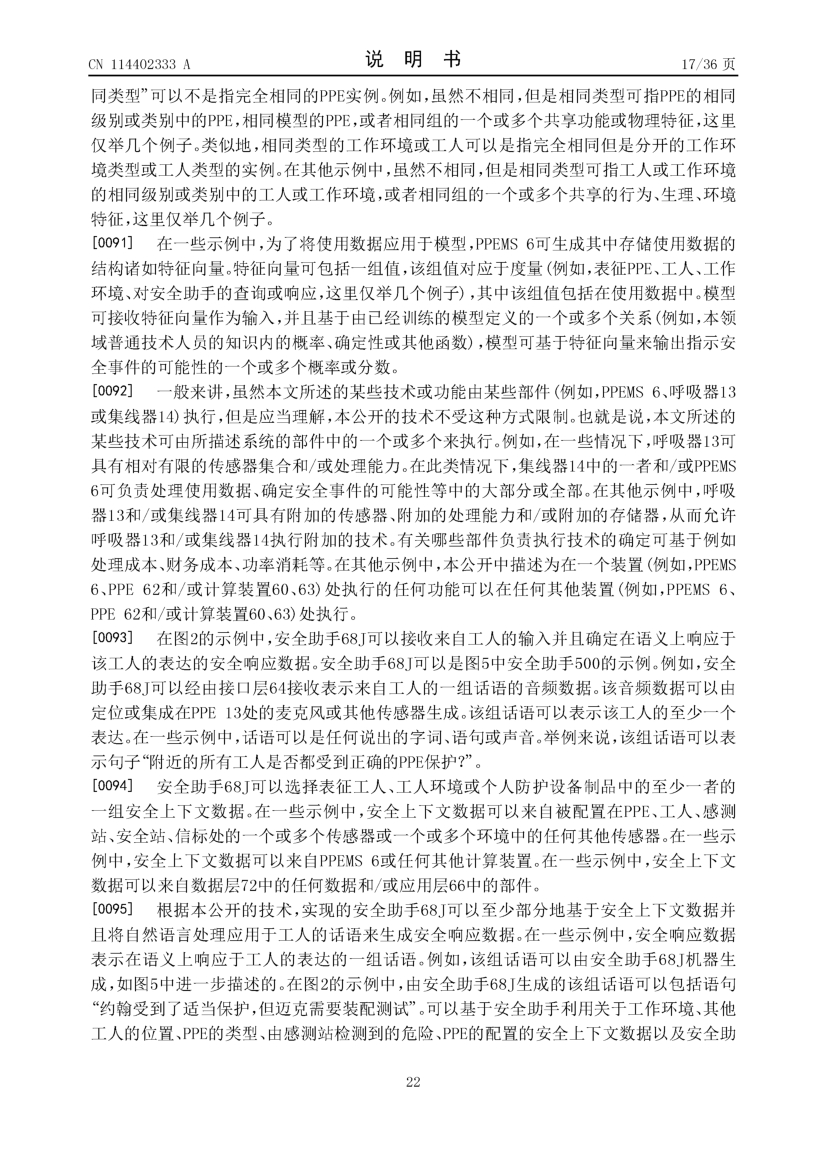 CN 114402333 A
说 明 书
17/36 页
同类型”可以不是指完全相同的PPE实例。例如,虽然不相同,但是相同类型可指PPE的相同
级别或类别中的PPE,相同模型的PPE,或者相同组的一个或多个共享功能或物理特征,这里
仅举几个例子。类似地,相同类型的工作环境或工人可以是指完全相同但是分开的工作环
境类型或工人类型的实例。在其他示例中,虽然不相同,但是相同类型可指工人或工作环境
的相同级别或类别中的工人或工作环境,或者相同组的一个或多个共享的行为、生理、环境
特征,这里仅举几个例子。
[0091] 在一些示例中,为了将使用数据应用于模型,PPEMS 6可生成其中存储使用数据的
结构诸如特征向量。特征向量可包括一组值,该组值对应于度量(例如,表征PPE、工人、工作
环境、对安全助手的查询或响应,这里仅举几个例子),其中该组值包括在使用数据中。模型
可接收特征向量作为输入,并且基于由已经训练的模型定义的一个或多个关系(例如,本领
域普通技术人员的知识内的概率、确定性或其他函数),模型可基于特征向量来输出指示安
全事件的可能性的一个或多个概率或分数。
[0092] 一般来讲,虽然本文所述的某些技术或功能由某些部件(例如,PPEMS 6、呼吸器13
或集线器14)执行,但是应当理解,本公开的技术不受这种方式限制。也就是说,本文所述的
某些技术可由所描述系统的部件中的一个或多个来执行。例如,在一些情况下,呼吸器13可
具有相对有限的传感器集合和/或处理能力。在此类情况下,集线器14中的一者和/或PPEMS
6可负责处理使用数据、确定安全事件的可能性等中的大部分或全部。在其他示例中,呼吸
器13和/或集线器14可具有附加的传感器、附加的处理能力和/或附加的存储器,从而允许
呼吸器13和/或集线器14执行附加的技术。有关哪些部件负责执行技术的确定可基于例如
处理成本、财务成本、功率消耗等。在其他示例中,本公开中描述为在一个装置(例如,PPEMS
6、PPE 62和/或计算装置60、63)处执行的任何功能可以在任何其他装置(例如,PPEMS 6、
PPE 62和/或计算装置60、63)处执行。
[0093] 在图2的示例中,安全助手68J可以接收来自工人的输入并且确定在语义上响应于
该工人的表达的安全响应数据。安全助手68J可以是图5中安全助手500的示例。例如,安全
助手68J可以经由接口层64接收表示来自工人的一组话语的音频数据。该音频数据可以由
定位或集成在PPE 13处的麦克风或其他传感器生成。该组话语可以表示该工人的至少一个
表达。在一些示例中,话语可以是任何说出的字词、语句或声音。举例来说,该组话语可以表
示句子“附近的所有工人是否都受到正确的PPE保护?”。
[0094] 安全助手68J可以选择表征工人、工人环境或个人防护设备制品中的至少一者的
一组安全上下文数据。在一些示例中,安全上下文数据可以来自被配置在PPE、工人、感测
站、安全站、信标处的一个或多个传感器或一个或多个环境中的任何其他传感器。在一些示
例中,安全上下文数据可以来自PPEMS 6或任何其他计算装置。在一些示例中,安全上下文
数据可以来自数据层72中的任何数据和/或应用层66中的部件。
[0095] 根据本公开的技术,实现的安全助手68J可以至少部分地基于安全上下文数据并
且将自然语言处理应用于工人的话语来生成安全响应数据。在一些示例中,安全响应数据
表示在语义上响应于工人的表达的一组话语。例如,该组话语可以由安全助手68J机器生
成,如图5中进一步描述的。在图2的示例中,由安全助手68J生成的该组话语可以包括语句
“约翰受到了适当保护,但迈克需要装配测试”。可以基于安全助手利用关于工作环境、其他
工人的位置、PPE的类型、由感测站检测到的危险、PPE的配置的安全上下文数据以及安全助
22